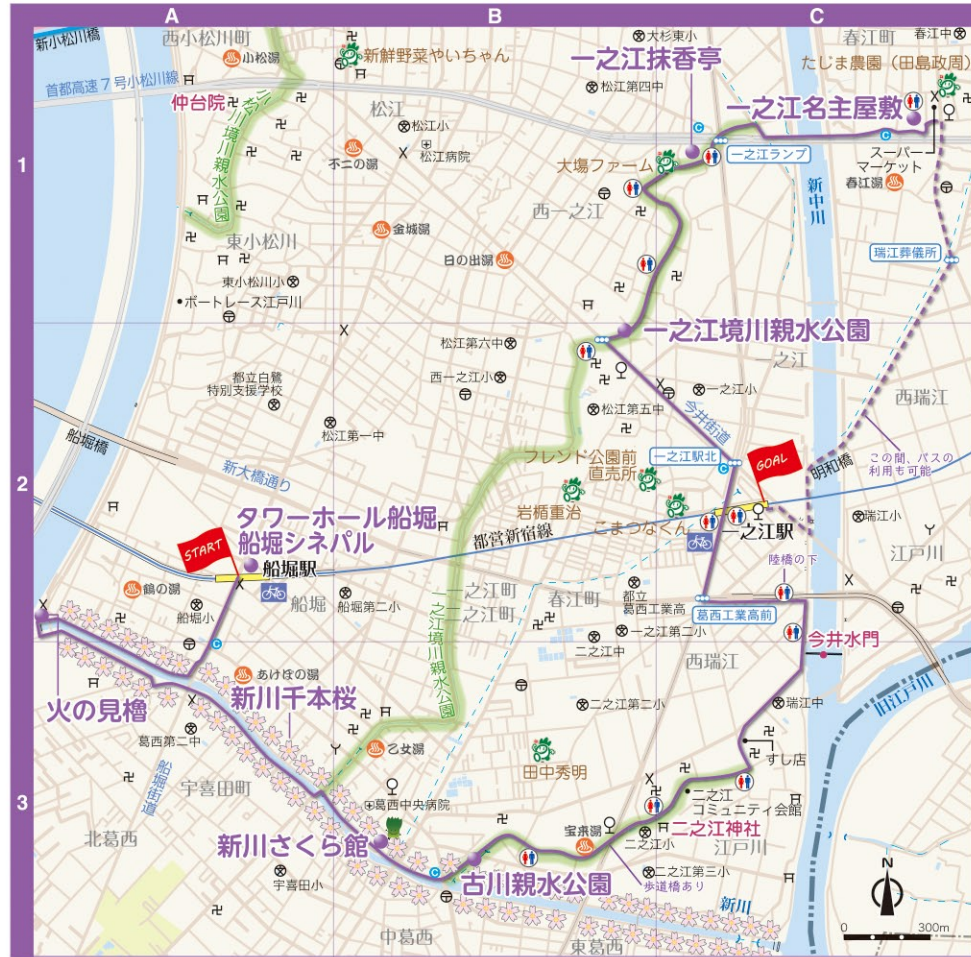 A
B
C
1
2
3
新小松川橋
西小松川町
小松湯
新鮮野菜やいちゃん
大杉東小
春江町
春江中
たじま農園(田島政周)
首都高速7号小松川線
仲台院
松江
一之江抹香亭
松江第四中
一之江名主屋敷
小松川境川親水公園
松江小
松江病院
不二の湯
大塲ファーム
一之江ランプ
スーパー
マーケット
春江湯
新中川
西一之江
東小松川
金城湯
日の出湯
瑞江葬儀所
東小松川小
ボートレース江戸川
一之江境川親水公園
松江第六中
西一之江小
一之江
一之江小
都立白鷺
特別支援学校
松江第五中
今井街道
西瑞江
船堀橋
松江第一中
新大橋通り
フレンド公園前
直売所
一之江駅北
GOAL
明和橋
この間、バスの
利用も可能
岩楯重治
こまつなくん
一之江駅
瑞江小
タワーホール船堀
船堀シネパル
START
船堀駅
都営新宿線
江戸川
陸橋の下
鶴の湯
船堀小
船堀
船堀第二小
二之江町
一之江町
春江町
都立
葛西工業高
葛西工業高前
一之江境川親水公園
一之江第二小
二之江中
西瑞江
今井水門
旧江戸川
あけぼの湯
火の見櫓
新川千本桜
葛西第二中
船堀街道
二之江第二小
瑞江中
すし店
乙女湯
田中秀明
宇喜田町
葛西中央病院
二之江
コミュニティ会館
北葛西
新川さくら館
宝来湯
二之江小
二之江神社
江戸川
古川親水公園
二之江第三小
歩道橋あり
宇喜田小
新川
中葛西
東葛西
N
0
300m